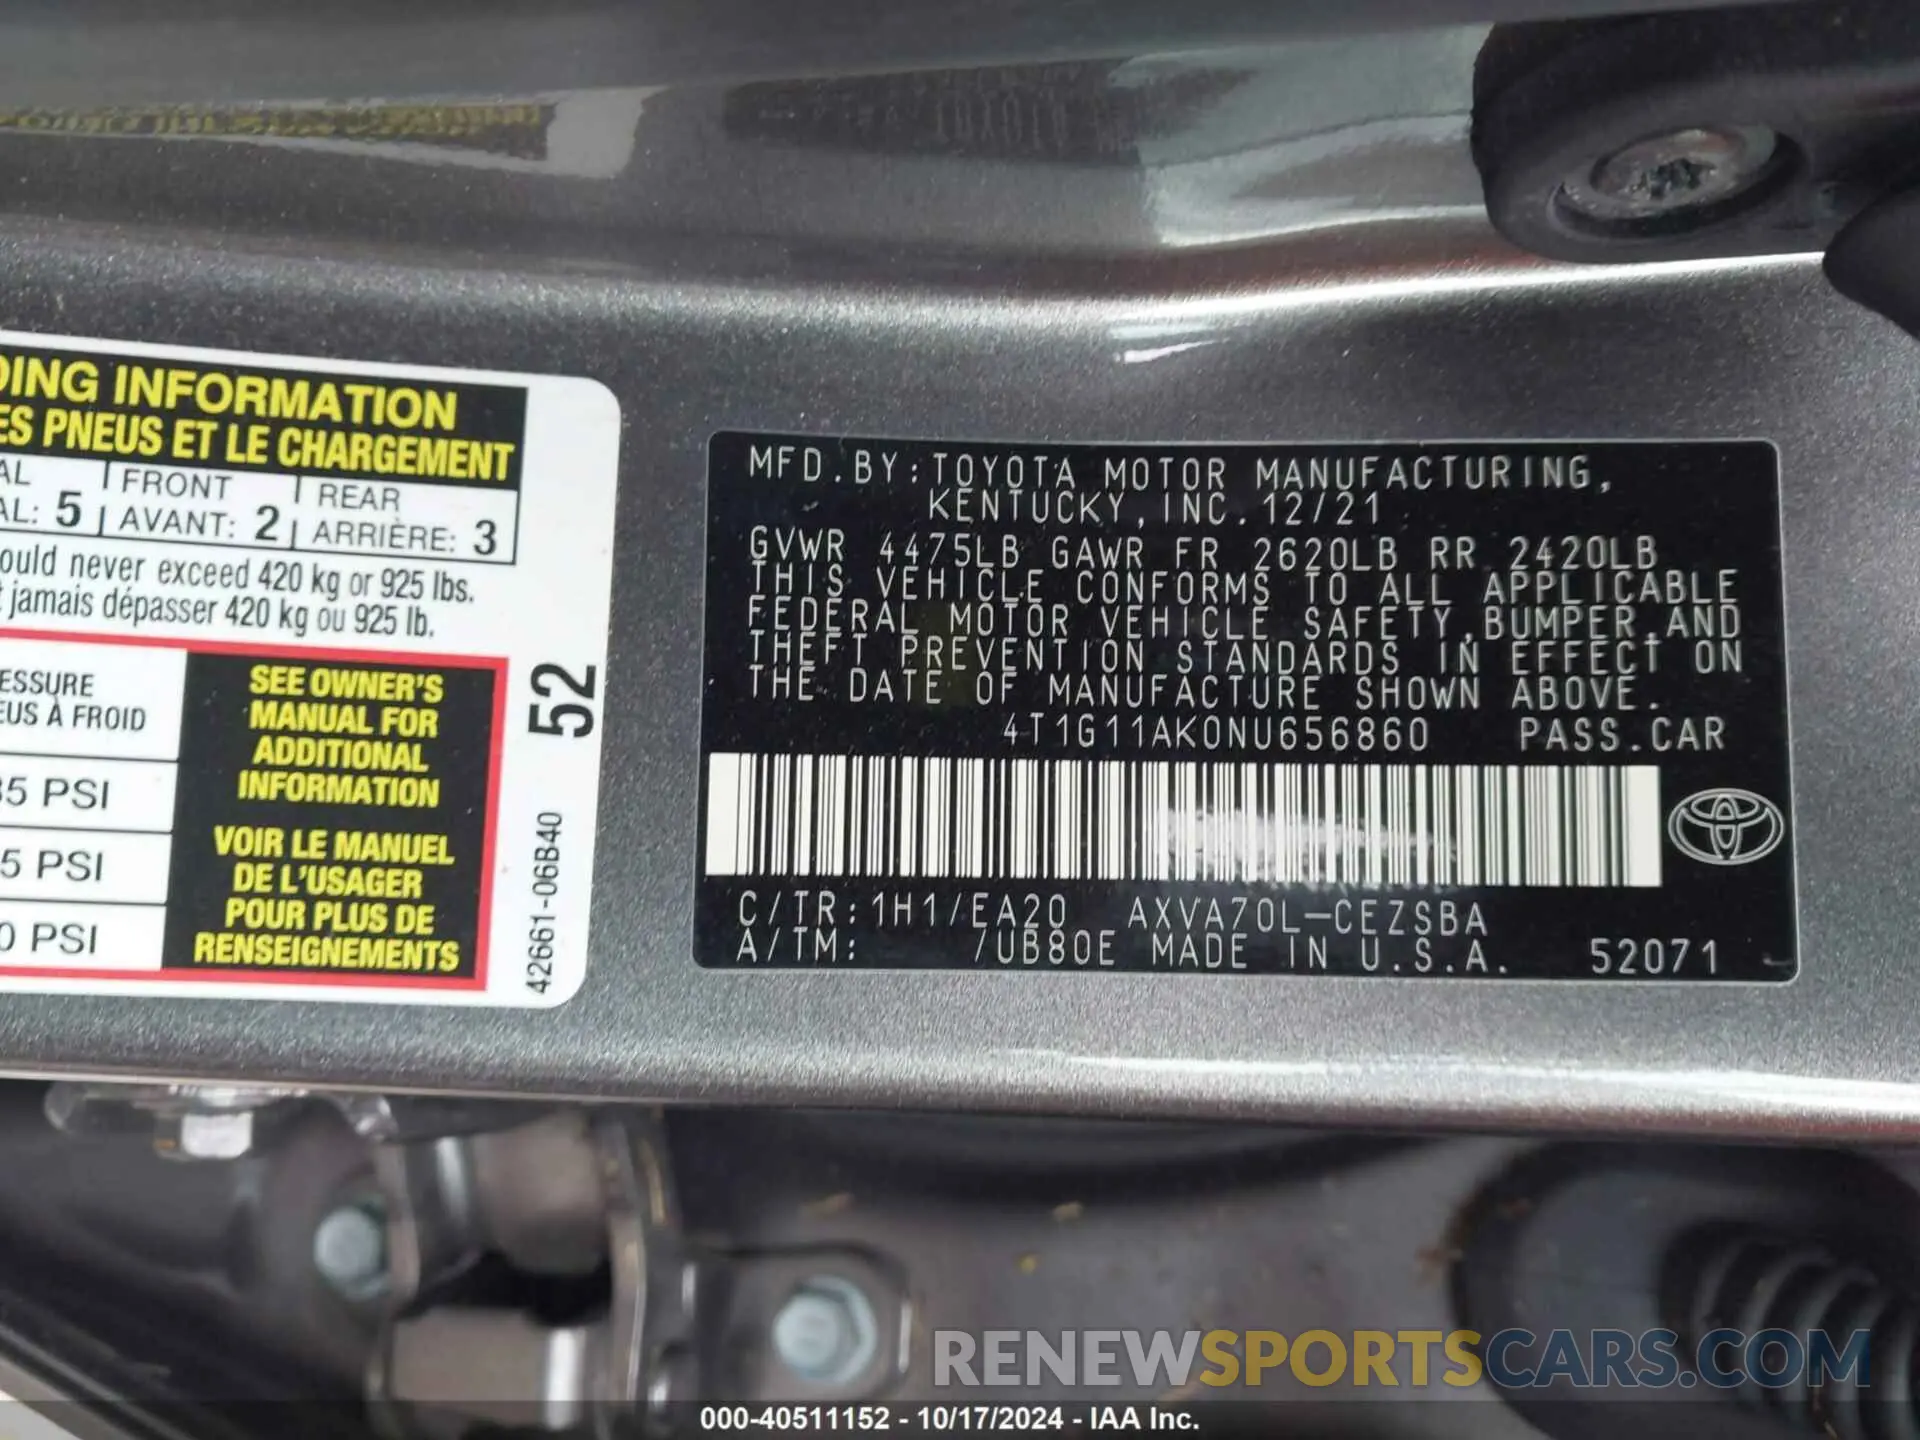 DING INFORMATION
ES PNEUS ET LE CHARGEMENT
AL FRONT REAR
AL: 5 AVANT: 2 ARRIÈRE: 3
ould never exceed 420 kg or 925 lbs.
jamais dépasser 420 kg ou 925 lb.
ESSURE
EUS À FROID
35 PSI
5 PSI
0 PSI
SEE OWNER'S
MANUAL FOR
ADDITIONAL
INFORMATION
VOIR LE MANUEL
DE L'USAGER
POUR PLUS DE
RENSEIGNEMENTS
52
42661-06B40
MFD.BY:TOYOTA MOTOR MANUFACTURING,
KENTUCKY,INC.12/21
GVWR 4475LB GAWR FR 2620LB RR 2420LB
THIS VEHICLE CONFORMS TO ALL APPLICABLE
FEDERAL MOTOR VEHICLE SAFETY,BUMPER,AND
THEFT PREVENTION STANDARDS IN EFFECT ON
THE DATE OF MANUFACTURE SHOWN ABOVE.
4T1G11AK0NU656860 PASS.CAR
C/TR:1H1/EA20 AXVA70L-CEZSBA
A/TM: /UB80E MADE IN U.S.A. 52071
RENEWSPORTSCARS.COM
000-40511152 - 10/17/2024 - IAA Inc.